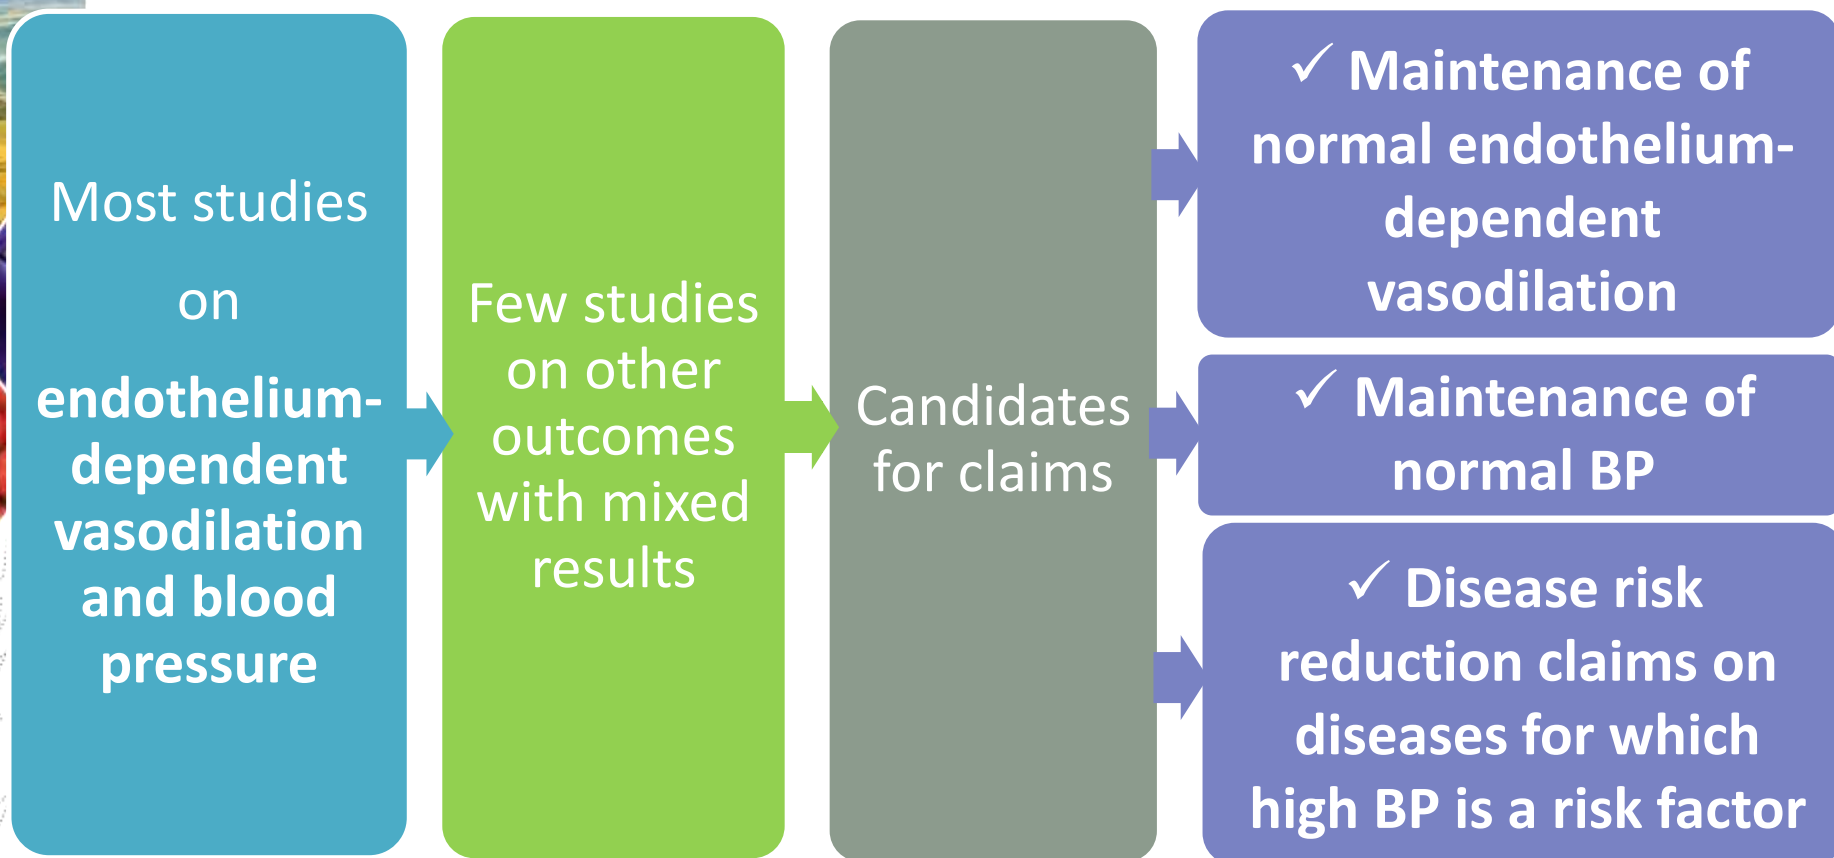 Most studies
on
endothelium-
dependent
vasodilation
and blood
pressure
Few studies
on other
outcomes
with mixed
results
Candidates
for claims
✓ Maintenance of
normal endothelium-
dependent
vasodilation
✓ Maintenance of
normal BP
✓ Disease risk
reduction claims on
diseases for which
high BP is a risk factor